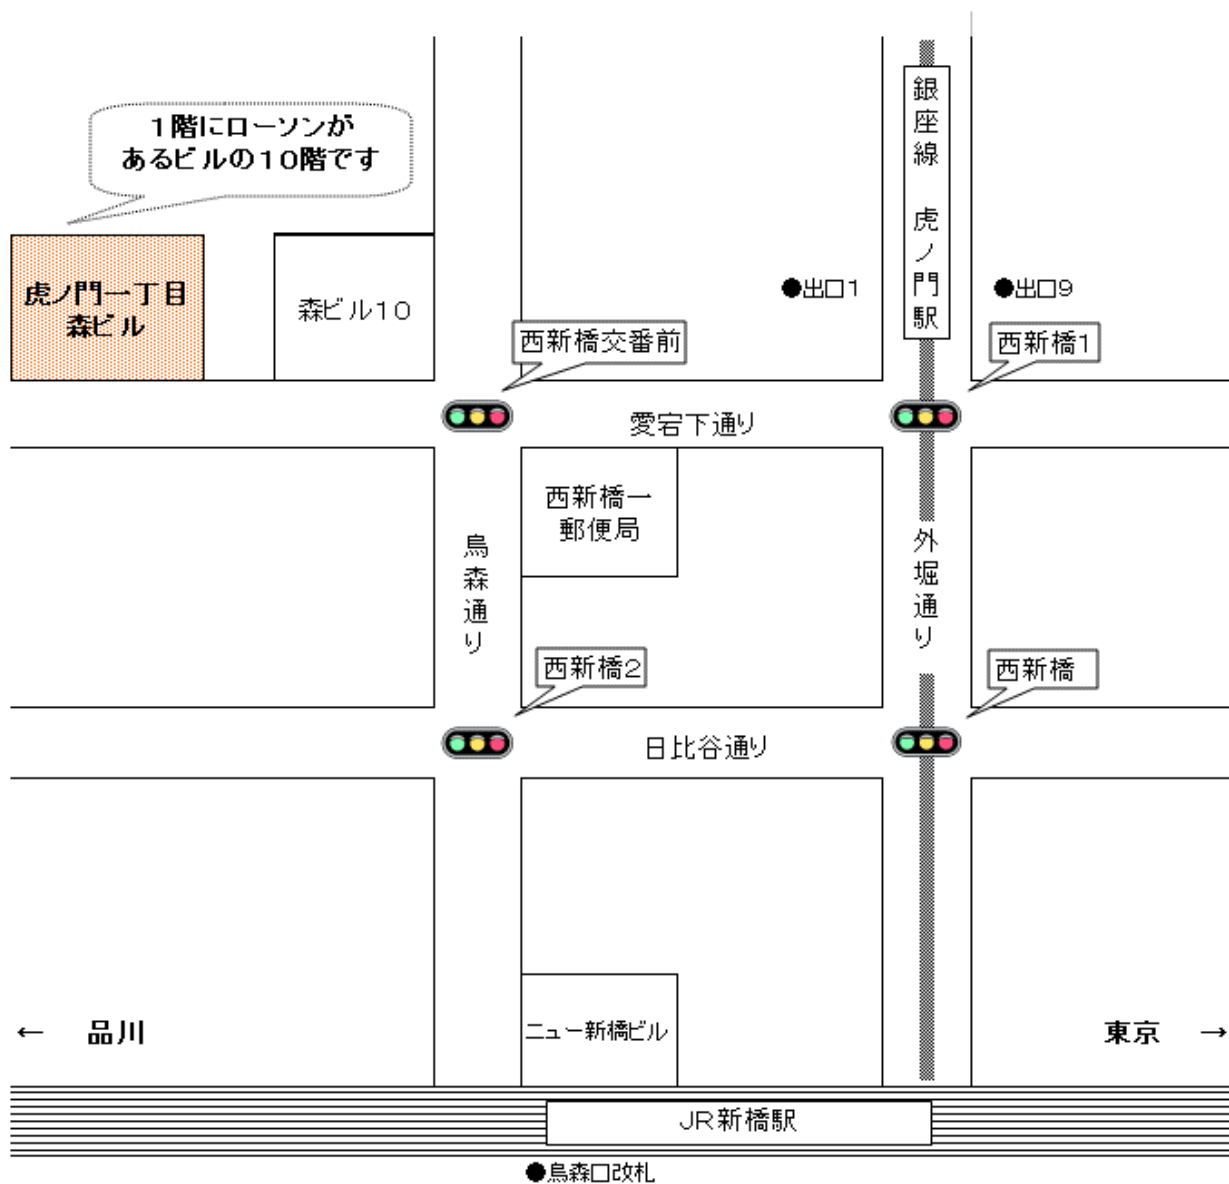 １階にローソンが
あるビルの１０階です
虎ノ門一丁目
森ビル
森ビル１０
銀座線　虎ノ門駅
●出口１
●出口９
西新橋交番前
西新橋1
愛宕下通り
西新橋一
郵便局
烏森通り
外堀通り
西新橋２
西新橋
日比谷通り
←　品川
ニュー新橋ビル
東京　→
JR新橋駅
●烏森口改札